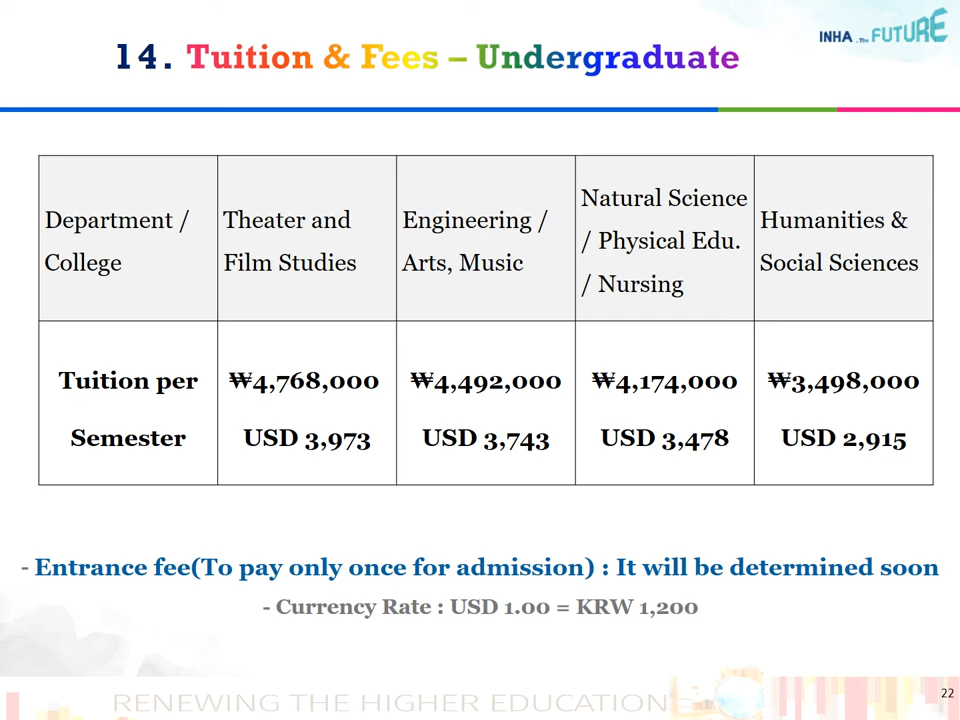 14. Tuition & Fees – Undergraduate
INHA, The FUTURE
Department /
College
Theater and
Film Studies
Engineering /
Arts, Music
Natural Science
/ Physical Edu.
/ Nursing
Humanities &
Social Sciences
Tuition per
Semester
₩4,768,000
USD 3,973
₩4,492,000
USD 3,743
₩4,174,000
USD 3,478
₩3,498,000
USD 2,915
- Entrance fee(To pay only once for admission) : It will be determined soon
- Currency Rate : USD 1.00 = KRW 1,200
RENEWING THE HIGHER EDUCATION
22